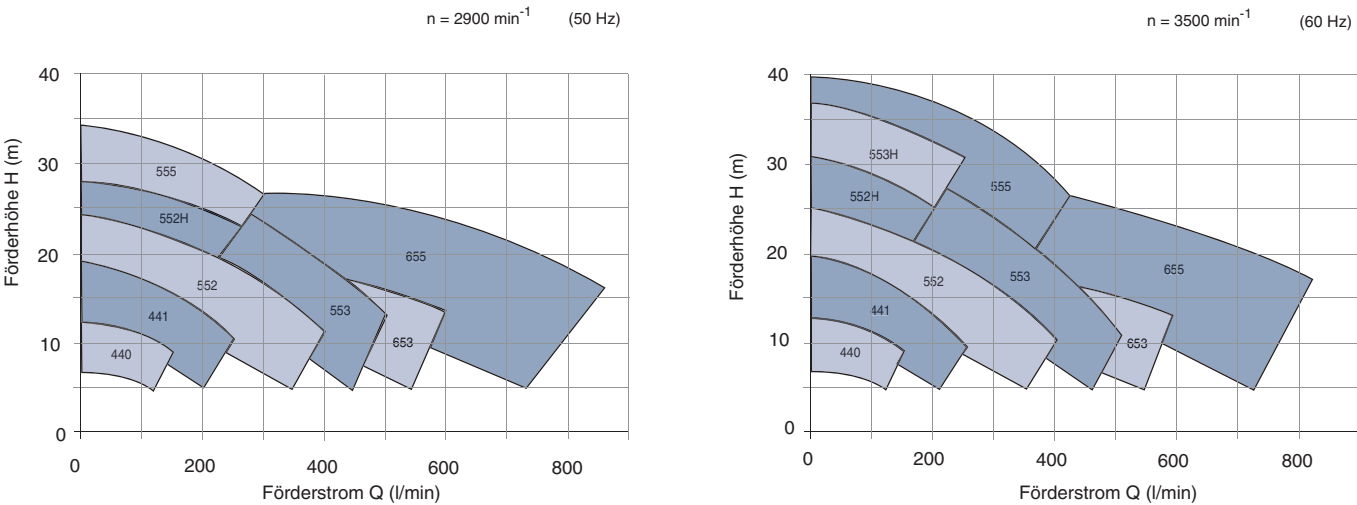 n = 2900 min-1 (50 Hz)
40
30
20
10
0
Förderhöhe H (m)
555
552H
655
552
441
553
440
653
0 200 400 600 800
Förderstrom Q (l/min)
n = 3500 min-1 (60 Hz)
40
30
20
10
0
Förderhöhe H (m)
553H
555
552H
655
553
552
441
440
653
0 200 400 600 800
Förderstrom Q (l/min)